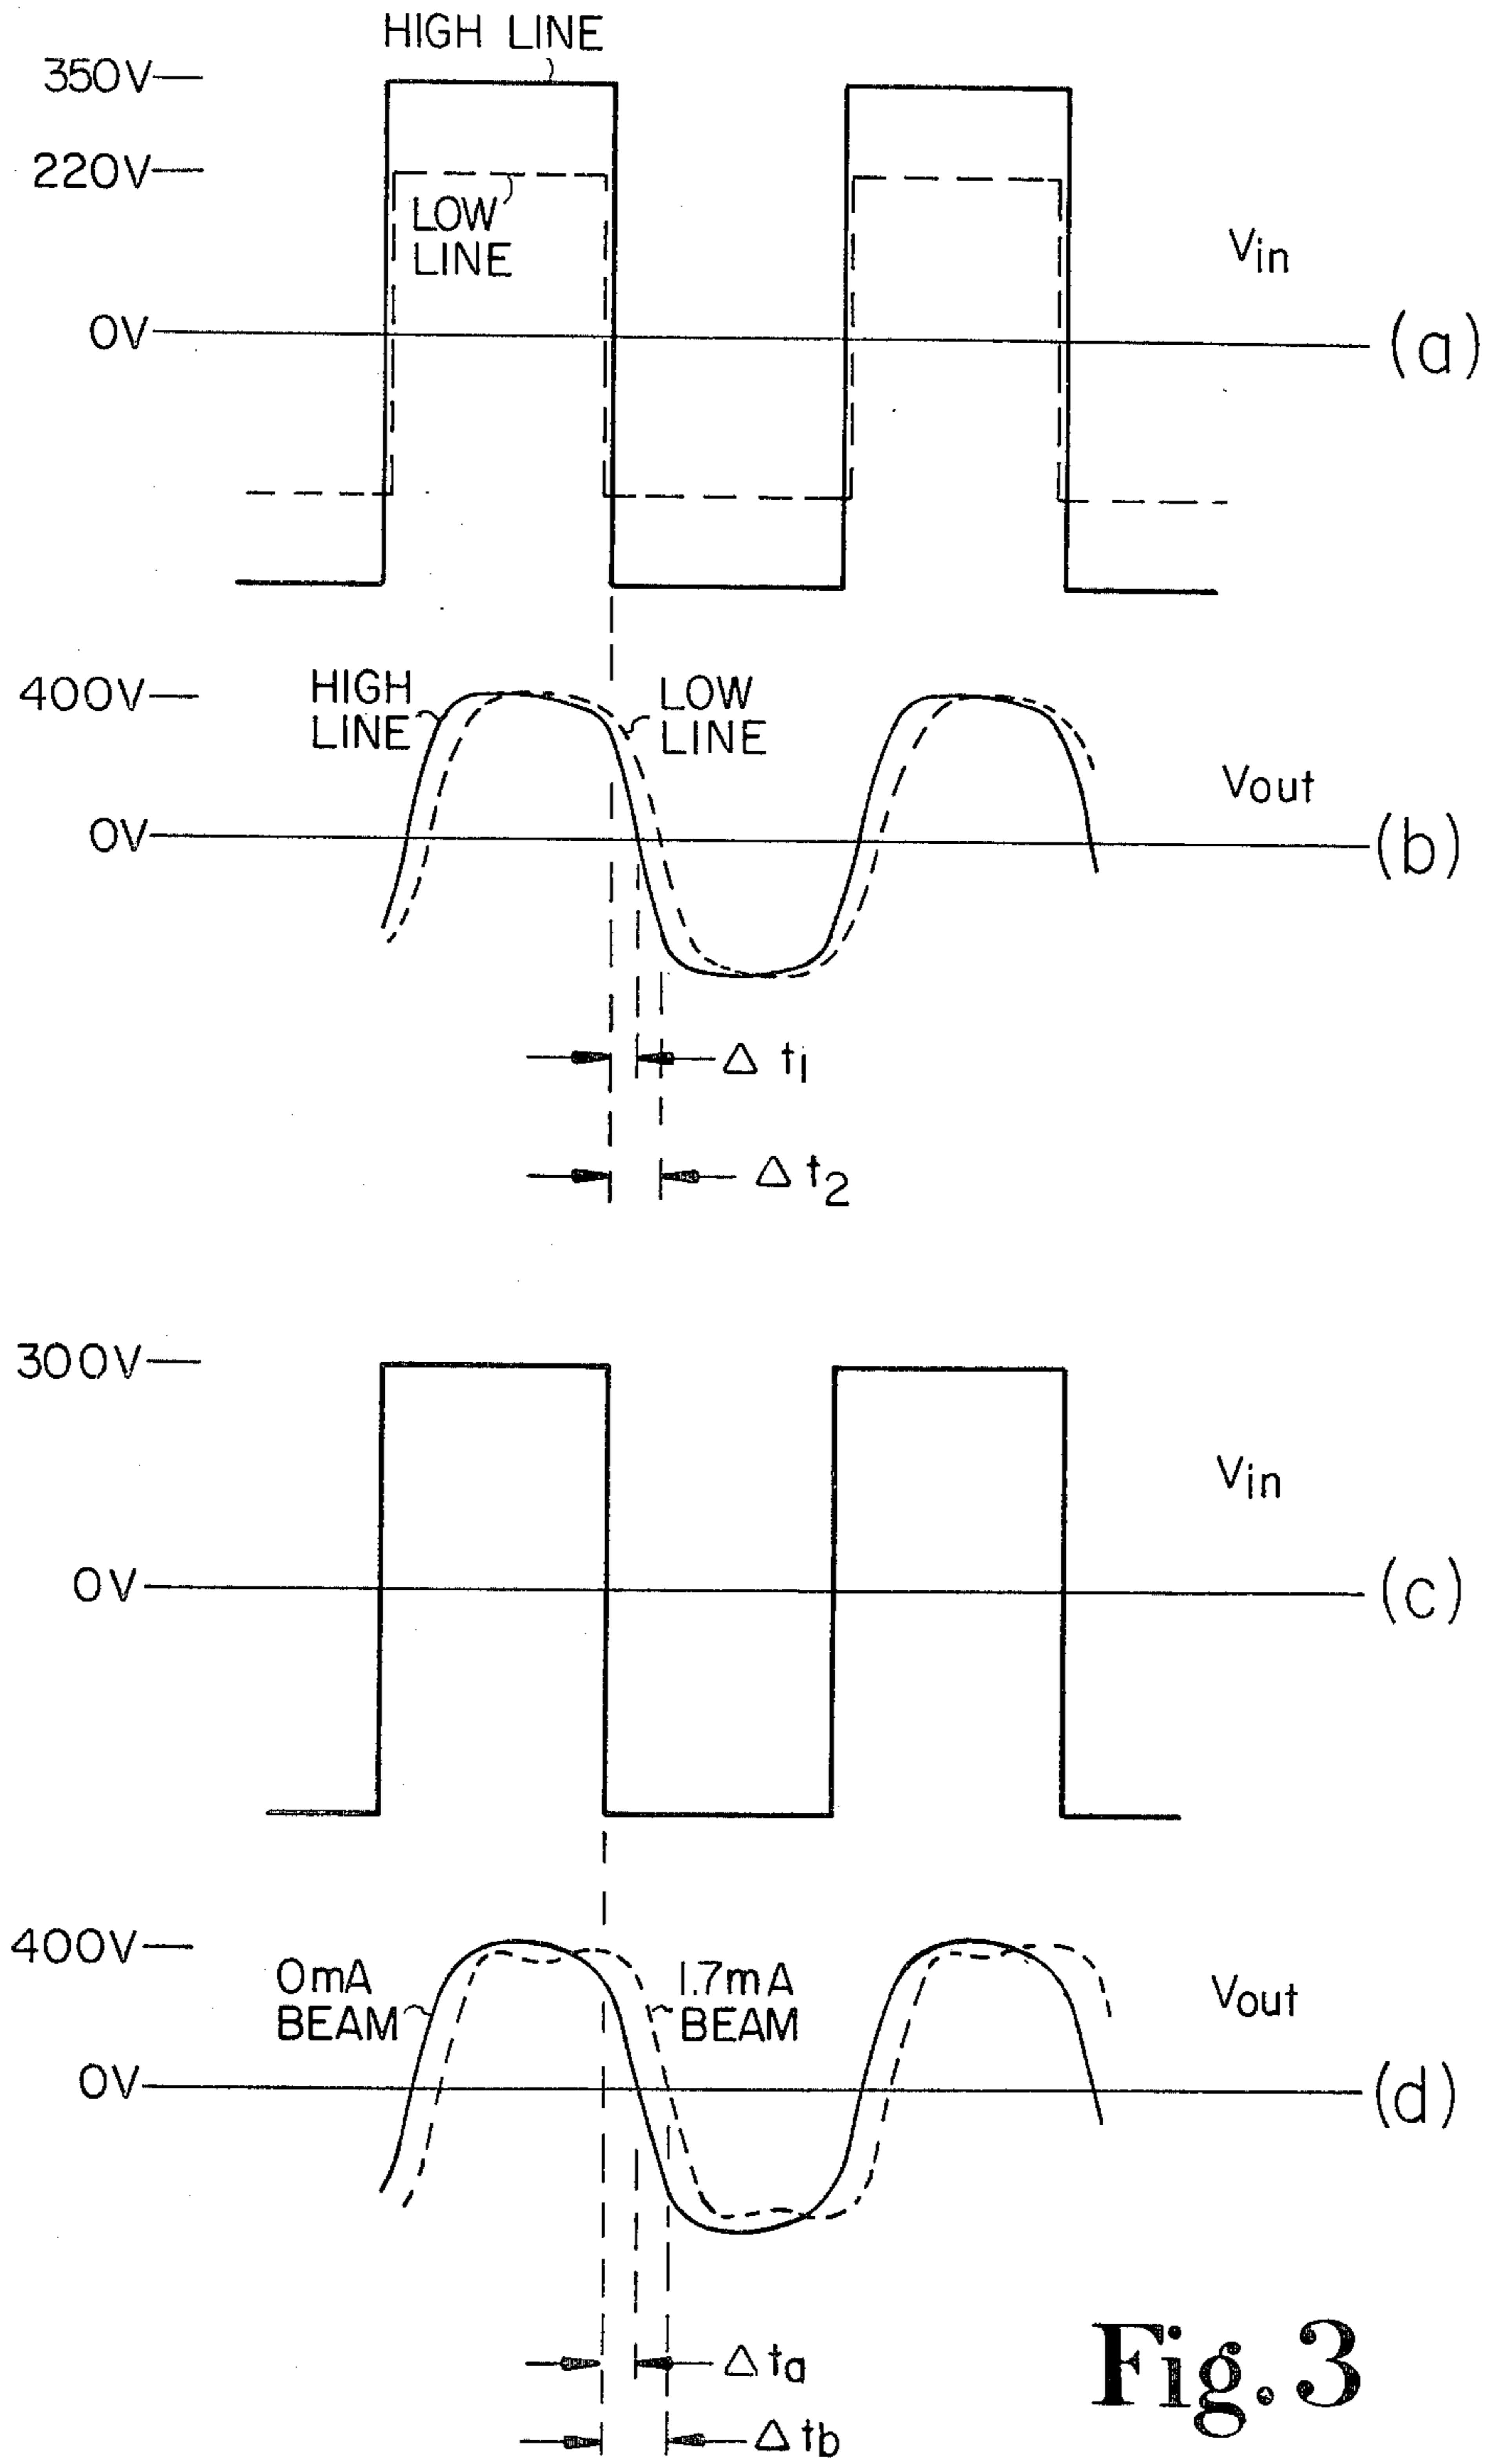 HIGH LINE
350V
220V
LOW
LINE
Vin
0V
(a)
400V
HIGH
LINE
LOW
LINE
Vout
0V
(b)
Δ t1
Δ t2
300V
Vin
0V
(c)
400V
0mA
BEAM
1.7mA
BEAM
Vout
0V
(d)
Δ ta
Δ tb
Fig. 3